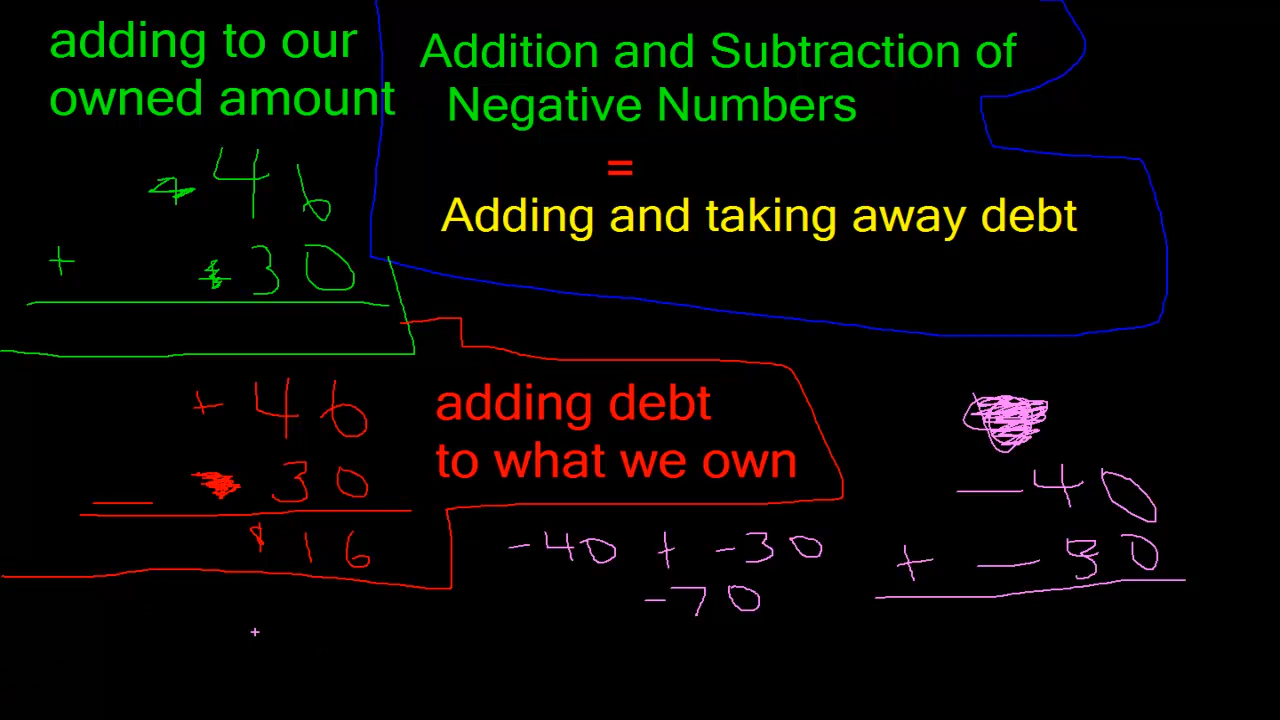 adding to our
owned amount
46
+ 30
Addition and Subtraction of
Negative Numbers
=
Adding and taking away debt
+46
- 30
16
adding debt
to what we own
-40 + -30
-70
-40
+ -30